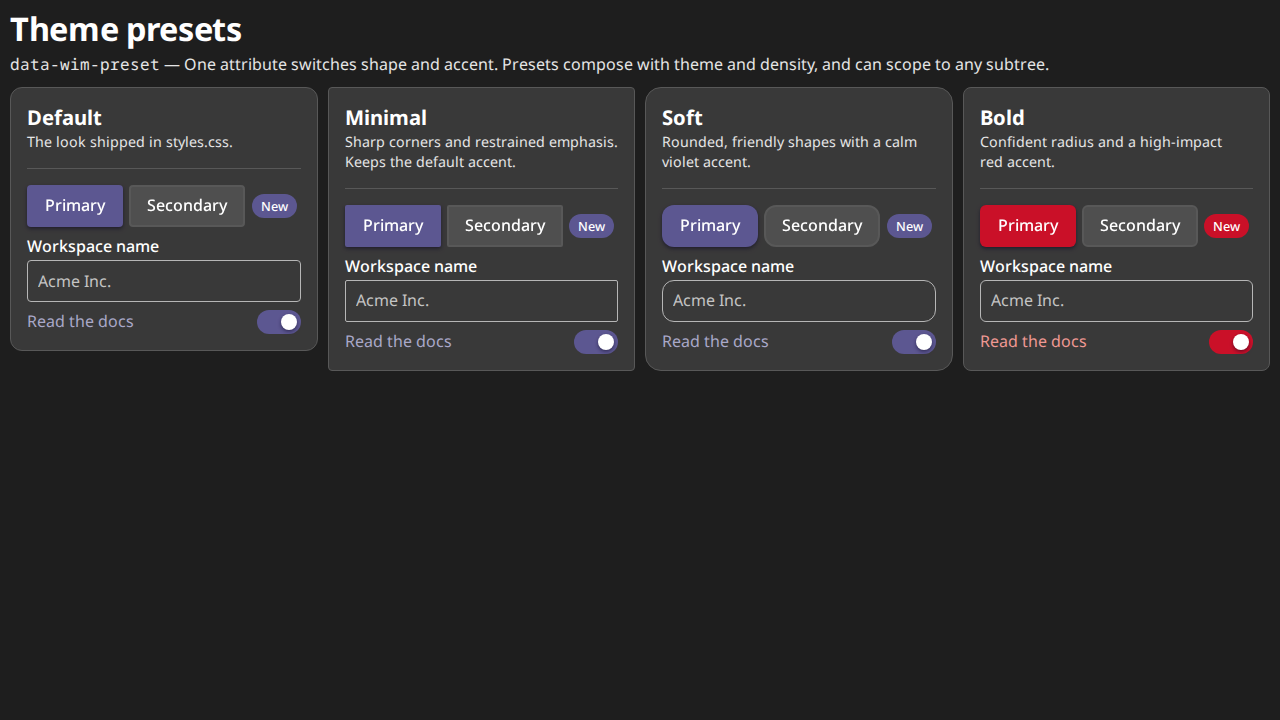 Theme presets
data-wim-preset — One attribute switches shape and accent. Presets compose with theme and density, and can scope to any subtree.
Default
The look shipped in styles.css.
Primary
Secondary
New
Workspace name
Acme Inc.
Read the docs
Minimal
Sharp corners and restrained emphasis.
Keeps the default accent.
Primary
Secondary
New
Workspace name
Acme Inc.
Read the docs
Soft
Rounded, friendly shapes with a calm
violet accent.
Primary
Secondary
New
Workspace name
Acme Inc.
Read the docs
Bold
Confident radius and a high-impact
red accent.
Primary
Secondary
New
Workspace name
Acme Inc.
Read the docs